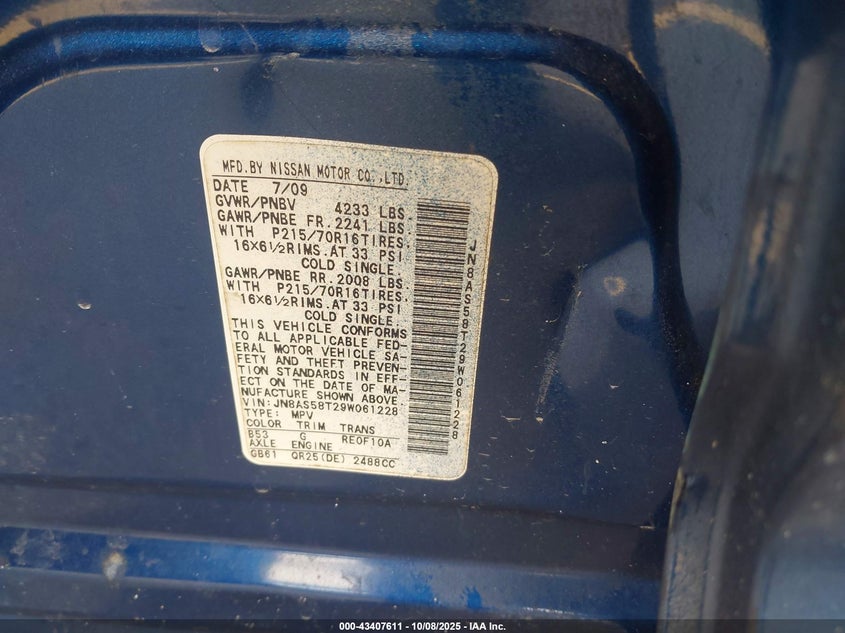 MFD.BY NISSAN MOTOR CO.,LTD.
DATE 7/09
GVWR/PNBV 4233 LBS.
GAWR/PNBE FR.2241 LBS.
WITH P215/70R16TIRES.
16X6½RIMS.AT 33 PSI
COLD SINGLE.
GAWR/PNBE RR.2008 LBS.
WITH P215/70R16TIRES.
16X6½RIMS.AT 33 PSI
COLD SINGLE.
THIS VEHICLE CONFORMS
TO ALL APPLICABLE FED-
ERAL MOTOR VEHICLE SA-
FETY AND THEFT PREVEN-
TION STANDARDS IN EFF-
ECT ON THE DATE OF MA-
NUFACTURE SHOWN ABOVE.
VIN:JN8AS58T29W061228
TYPE: MPV
COLOR TRIM TRANS
B53 G RE0F10A
AXLE ENGINE
GB61 QR25(DE) 2488CC
JN8AS58T29W061228
000-43407611 - 10/08/2025 - IAA Inc.